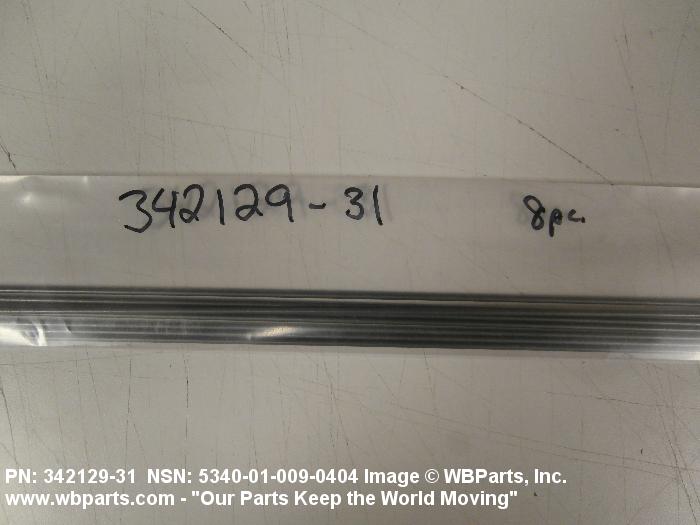 342129-31 8pcs
PN: 342129-31 NSN: 5340-01-009-0404 Image © WBParts, Inc.
www.wbparts.com - "Our Parts Keep the World Moving"